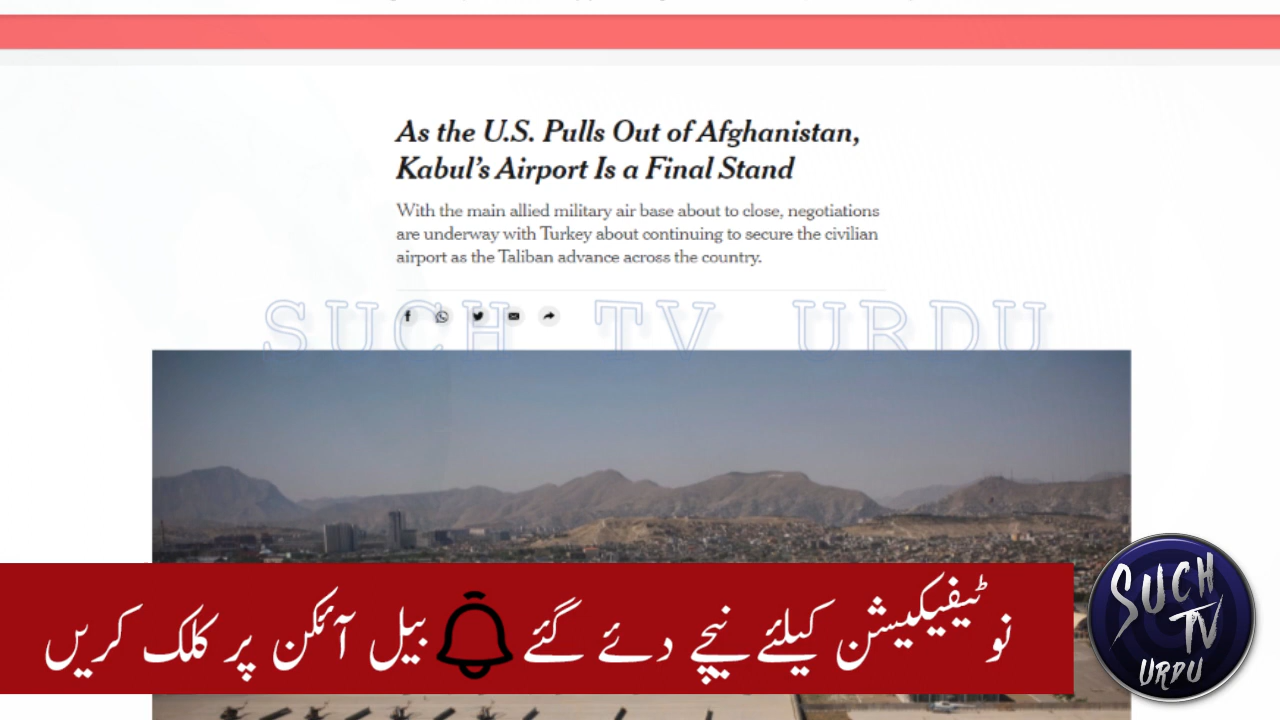 As the U.S. Pulls Out of Afghanistan,
Kabul's Airport Is a Final Stand
With the main allied military air base about to close, negotiations
are underway with Turkey about continuing to secure the civilian
airport as the Taliban advance across the country.
SUCH TV URDU
نوٹیفیکیشن کیلئے نیچے دئے گئے بیل آئکن پر کلک کریں
SUCH
TV
URDU